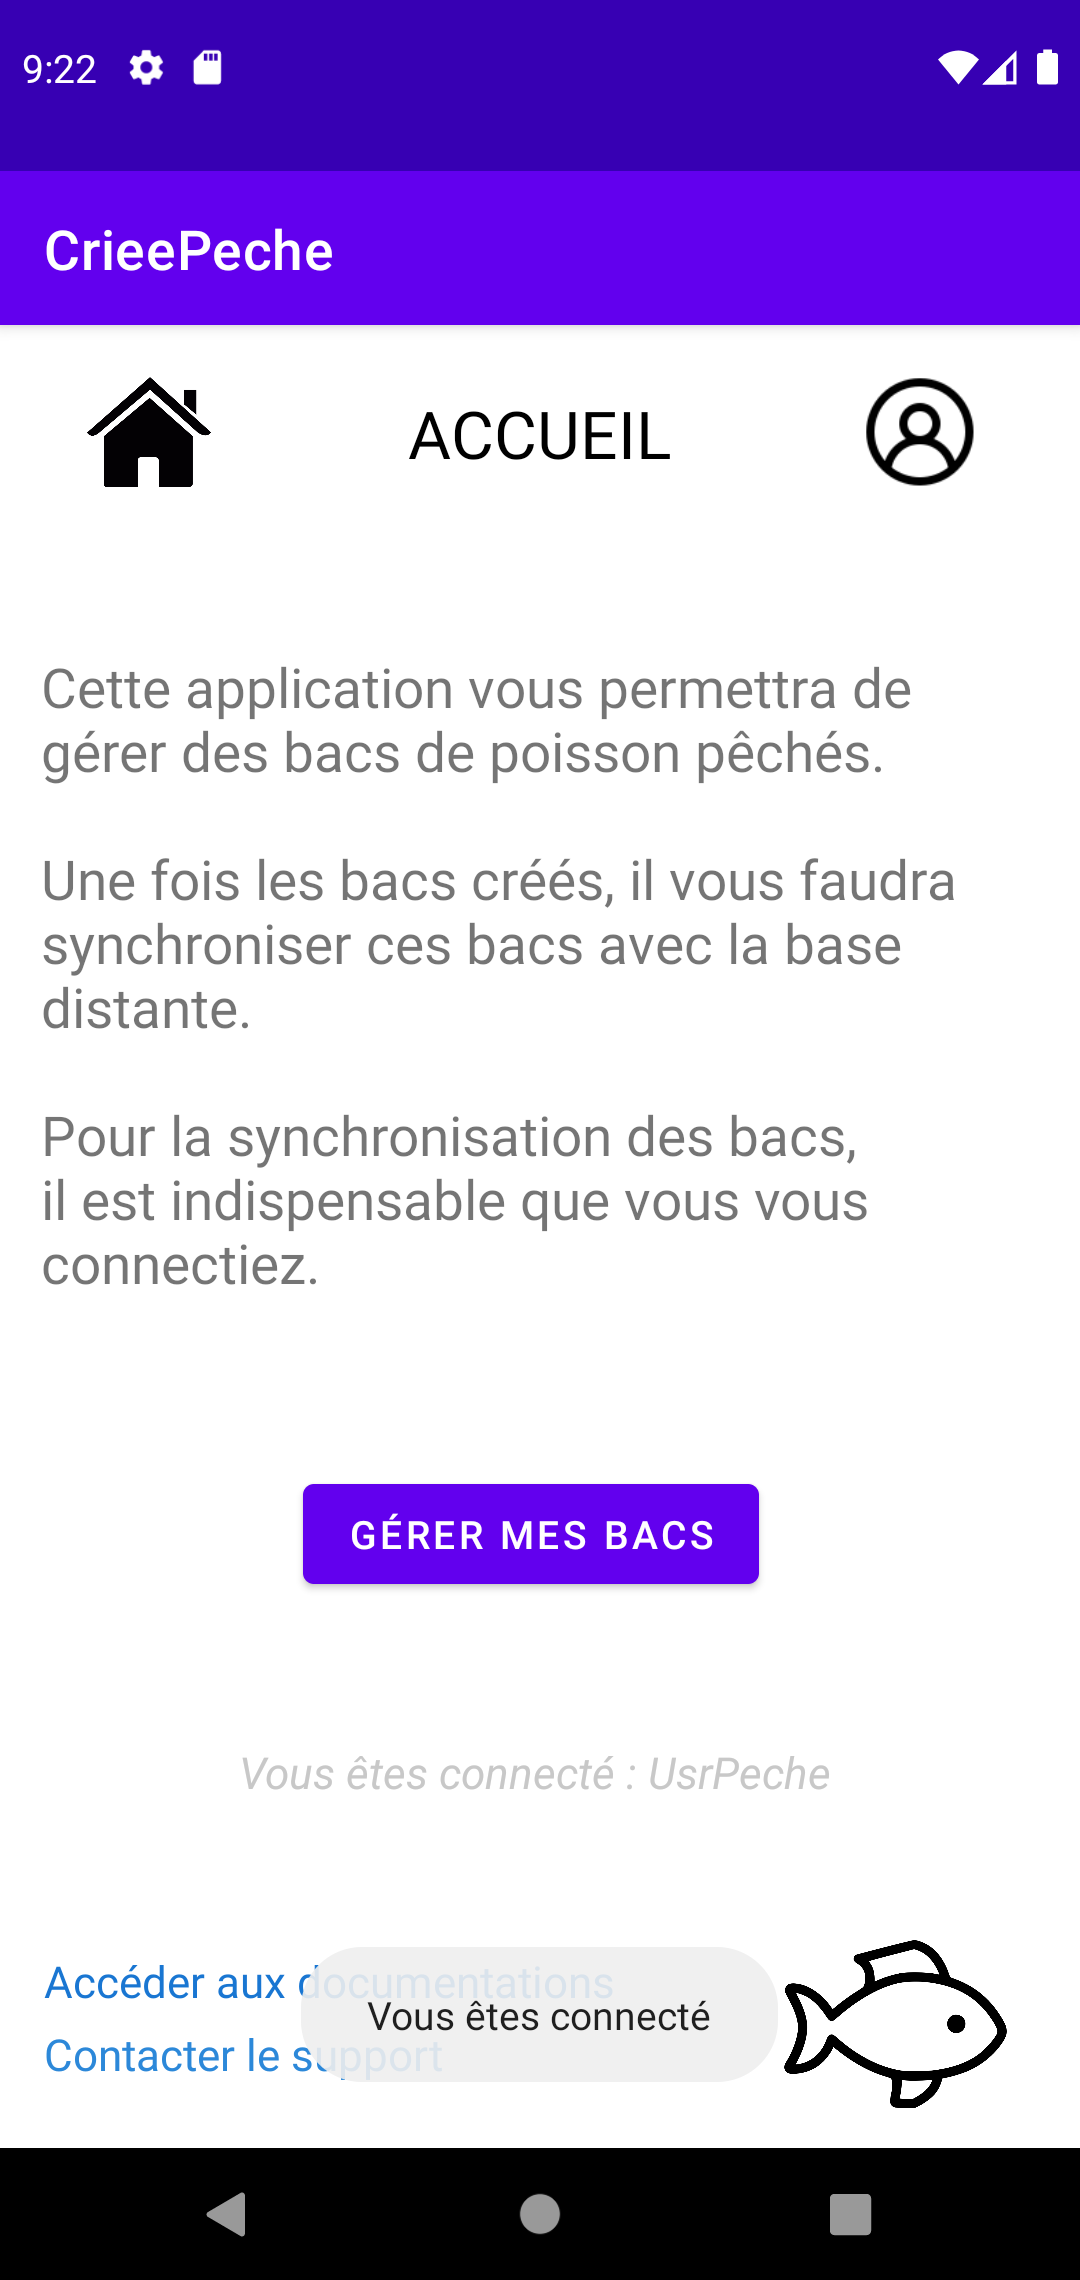 9:22
CrieePeche
ACCUEIL
Cette application vous permettra de
gérer des bacs de poisson pêchés.
Une fois les bacs créés, il vous faudra
synchroniser ces bacs avec la base
distante.
Pour la synchronisation des bacs,
il est indispensable que vous vous
connectiez.
GÉRER MES BACS
Vous êtes connecté : UsrPeche
Accéder aux documentations
Vous êtes connecté
Contacter le support